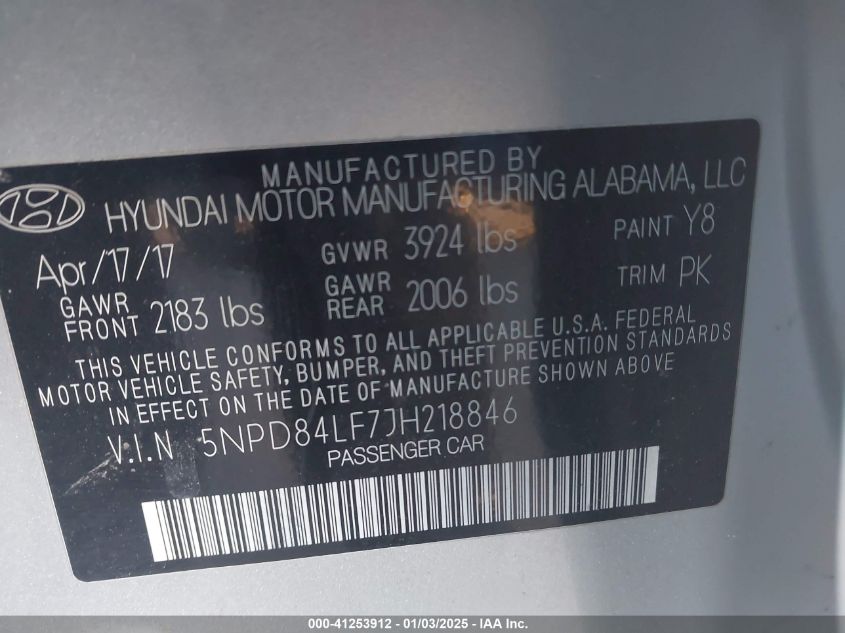 MANUFACTURED BY
HYUNDAI MOTOR MANUFACTURING ALABAMA, LLC
Apr/17/17 GVWR 3924 lbs PAINT Y8
GAWR FRONT 2183 lbs GAWR REAR 2006 lbs TRIM PK
THIS VEHICLE CONFORMS TO ALL APPLICABLE U.S.A. FEDERAL
MOTOR VEHICLE SAFETY, BUMPER, AND THEFT PREVENTION STANDARDS
IN EFFECT ON THE DATE OF MANUFACTURE SHOWN ABOVE
V.I.N 5NPD84LF7JH218846
PASSENGER CAR
000-41253912 - 01/03/2025 - IAA Inc.